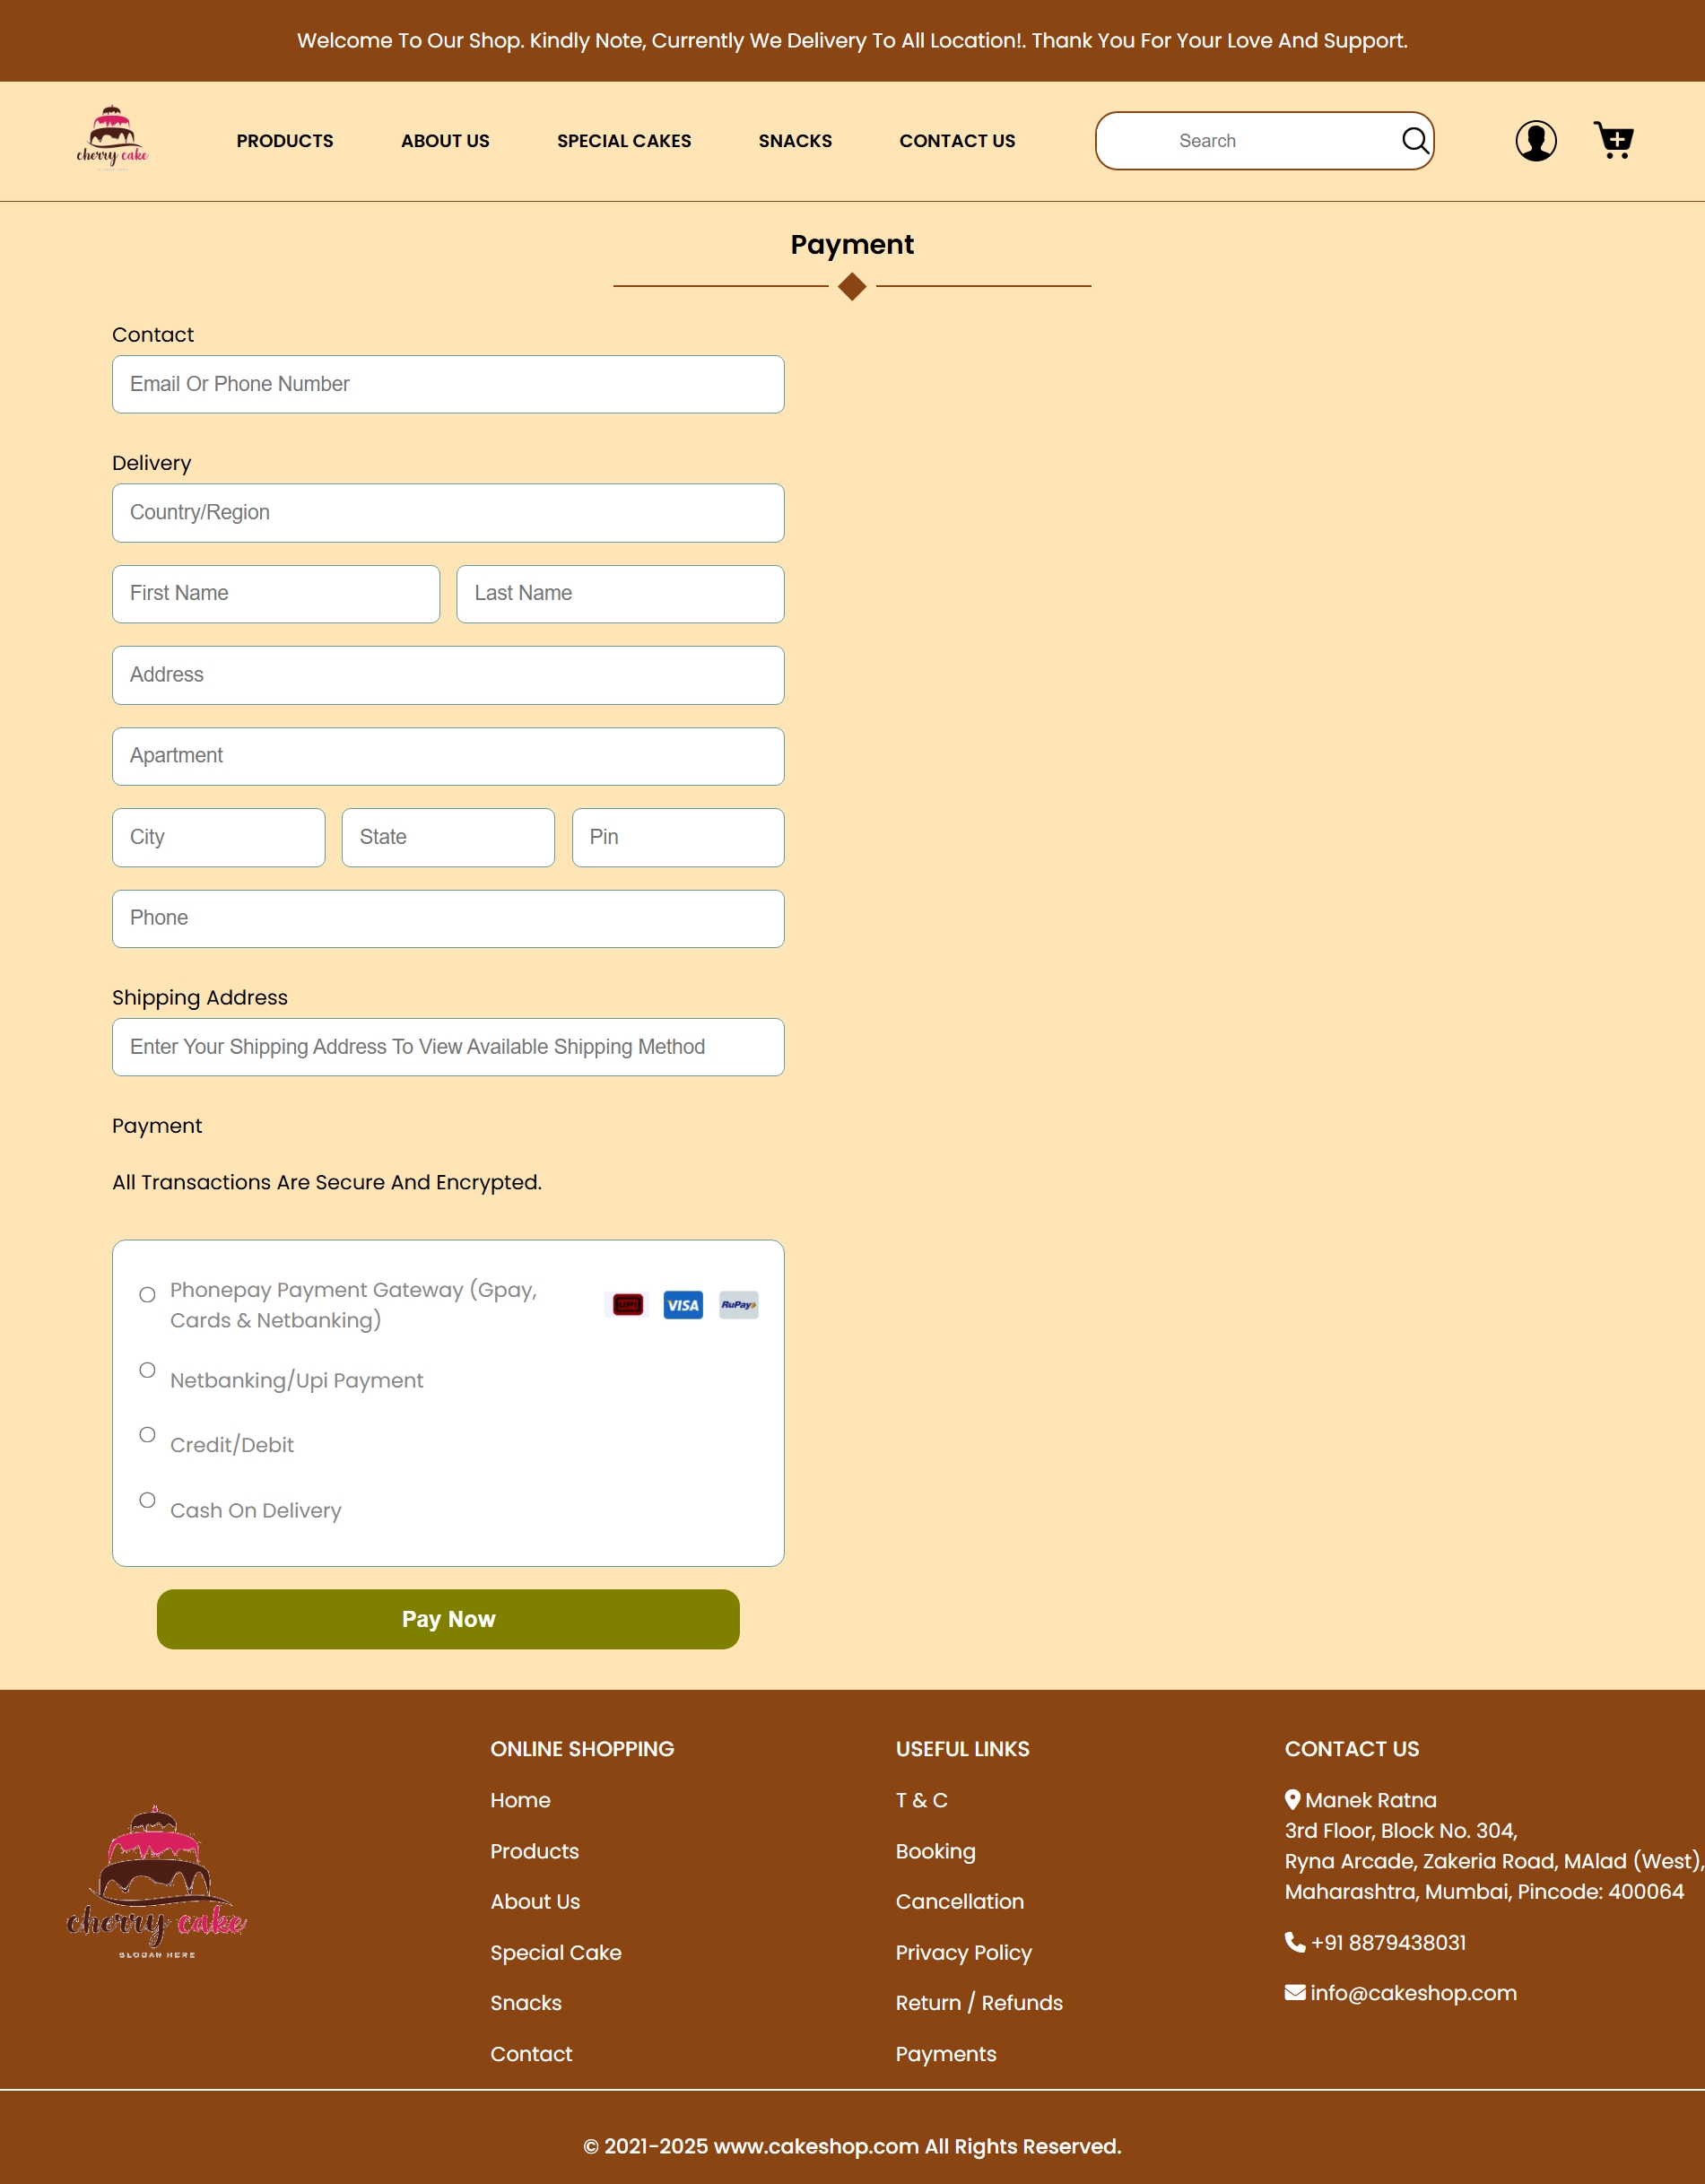 Welcome To Our Shop. Kindly Note, Currently We Delivery To All Location!. Thank You For Your Love And Support.
cherry cake
PRODUCTS
ABOUT US
SPECIAL CAKES
SNACKS
CONTACT US
Search
Payment
Contact
Email Or Phone Number
Delivery
Country/Region
First Name
Last Name
Address
Apartment
City
State
Pin
Phone
Shipping Address
Enter Your Shipping Address To View Available Shipping Method
Payment
All Transactions Are Secure And Encrypted.
Phonepay Payment Gateway (Gpay,
Cards & Netbanking)
UPI
VISA
RuPay
Netbanking/Upi Payment
Credit/Debit
Cash On Delivery
Pay Now
cherry cake
SLOGAN HERE
ONLINE SHOPPING
Home
Products
About Us
Special Cake
Snacks
Contact
USEFUL LINKS
T & C
Booking
Cancellation
Privacy Policy
Return / Refunds
Payments
CONTACT US
Manek Ratna
3rd Floor, Block No. 304,
Ryna Arcade, Zakeria Road, MAlad (West),
Maharashtra, Mumbai, Pincode: 400064
+91 8879438031
info@cakeshop.com
© 2021-2025 www.cakeshop.com All Rights Reserved.